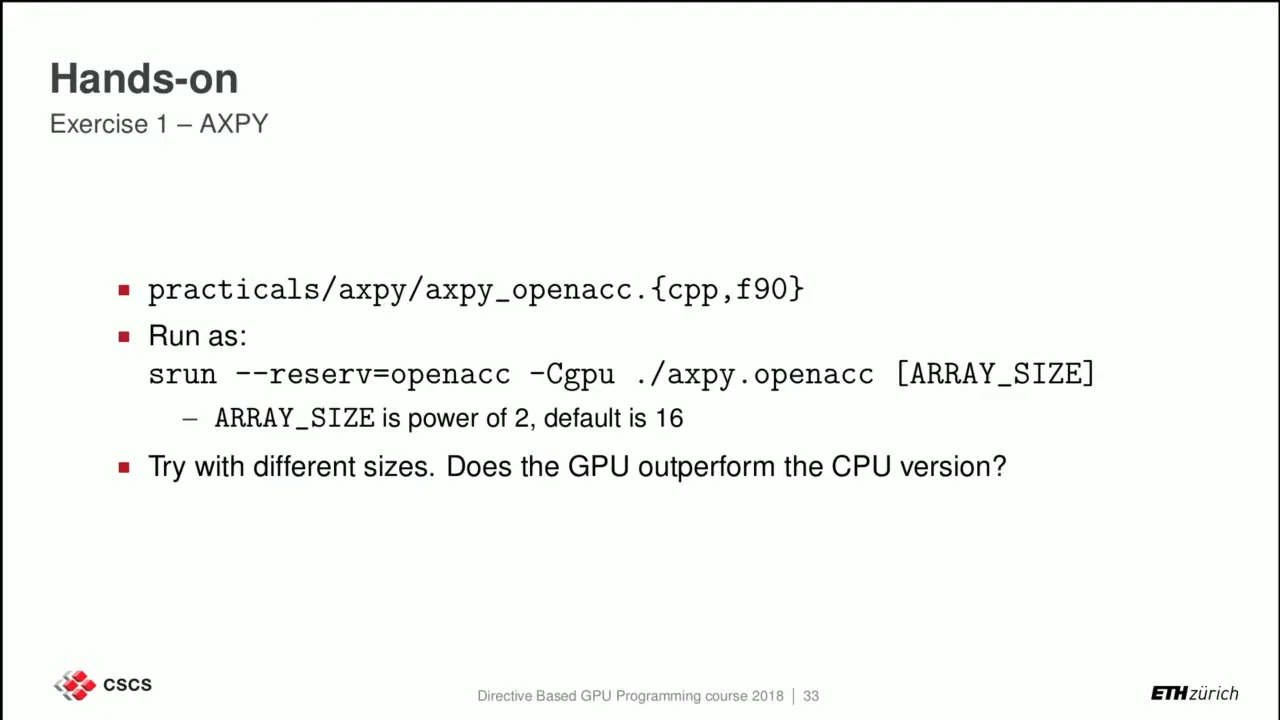 Hands-on
Exercise 1 – AXPY
practicals/axpy/axpy_openacc.{cpp,f90}
Run as:
srun --reserv=openacc -Cgpu ./axpy.openacc [ARRAY_SIZE]
– ARRAY_SIZE is power of 2, default is 16
Try with different sizes. Does the GPU outperform the CPU version?
CSCS
Directive Based GPU Programming course 2018 | 33
ETH zürich